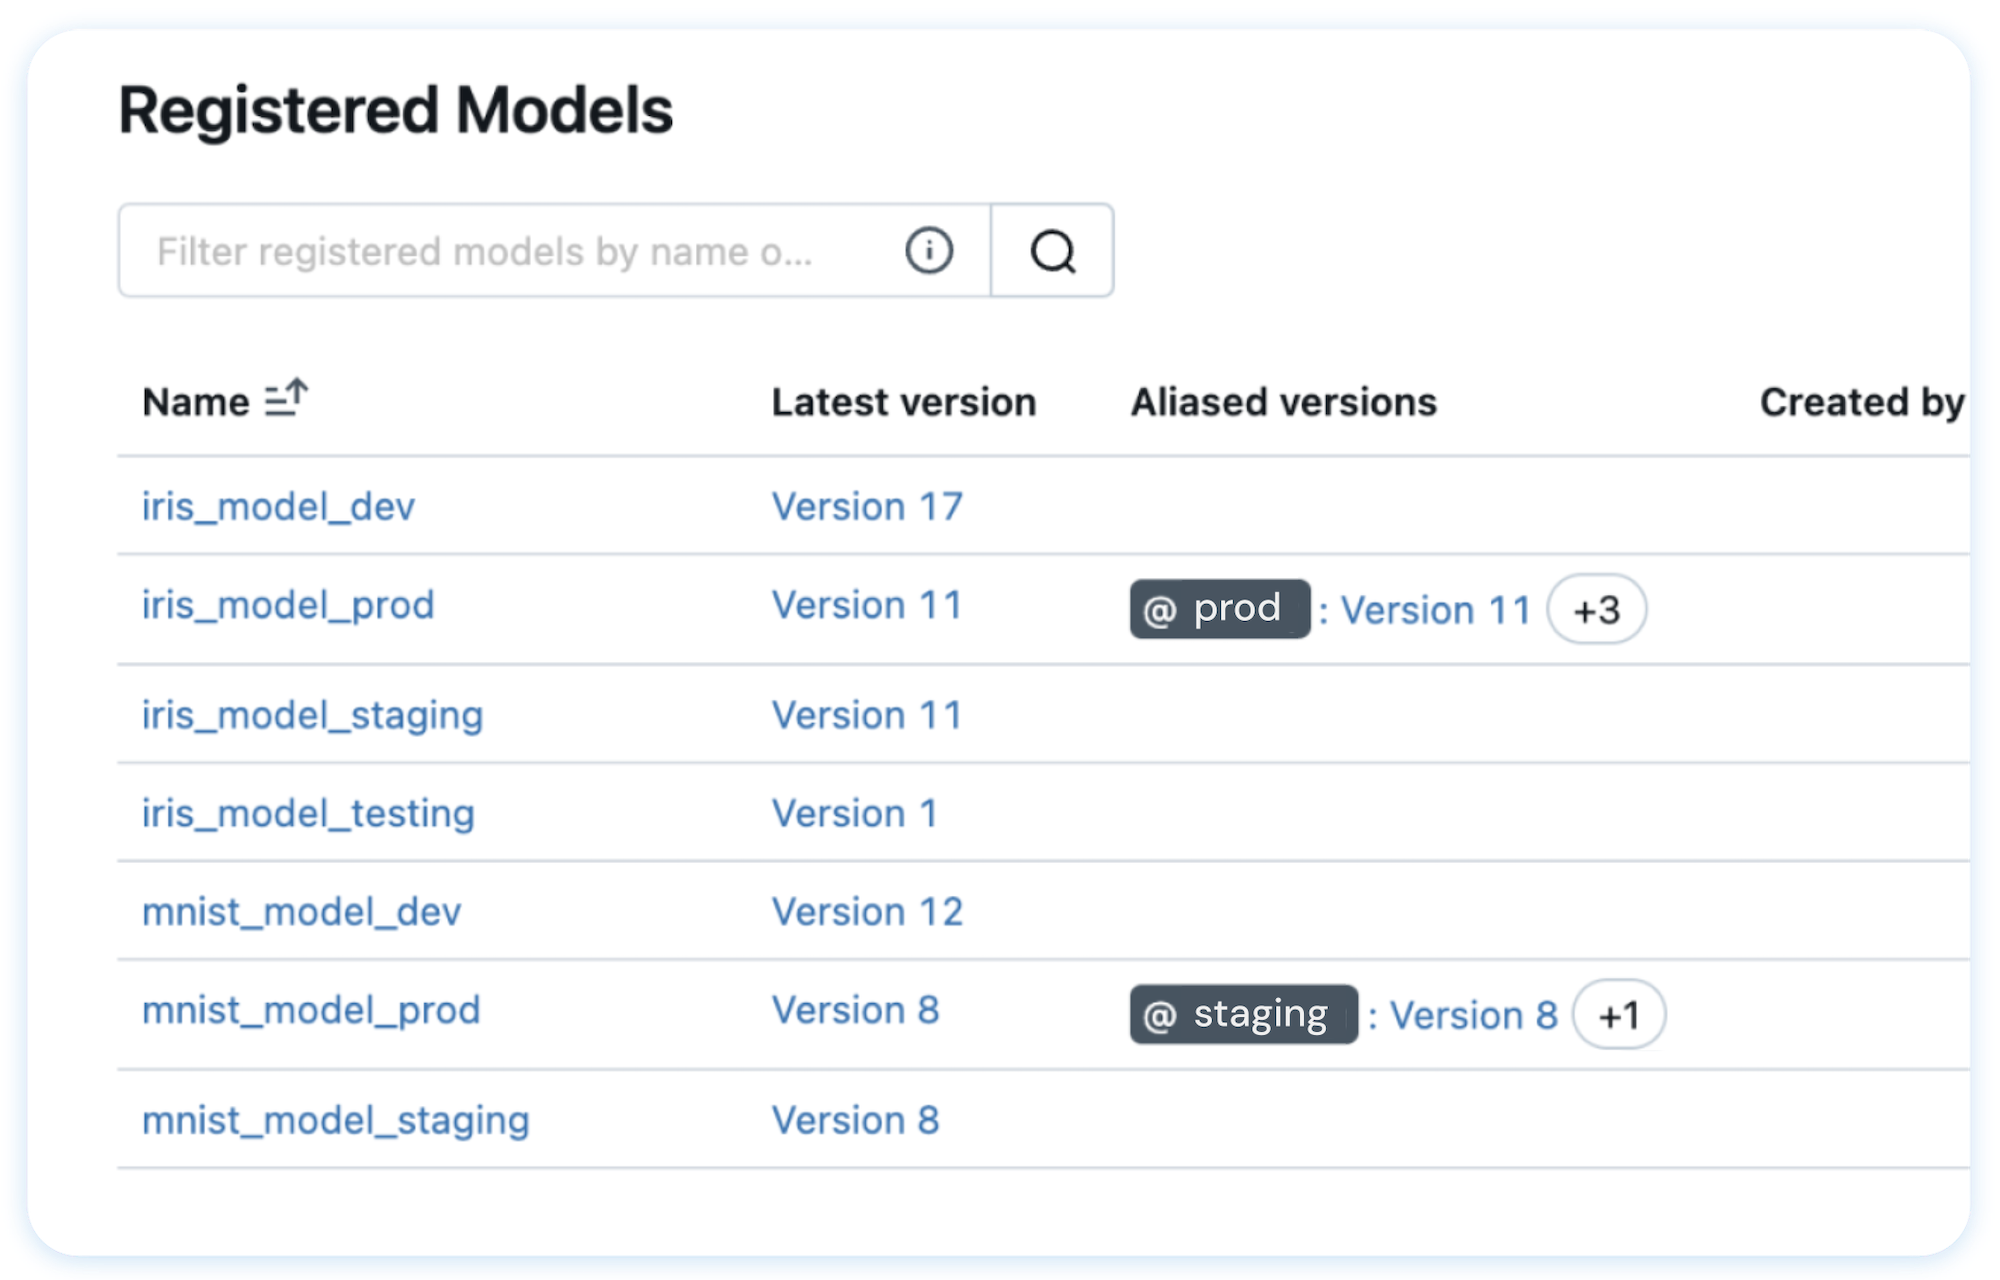 Registered Models
Filter registered models by name o...
Name Latest version Aliased versions Created by
iris_model_dev Version 17
iris_model_prod Version 11 @ prod : Version 11 +3
iris_model_staging Version 11
iris_model_testing Version 1
mnist_model_dev Version 12
mnist_model_prod Version 8 @ staging : Version 8 +1
mnist_model_staging Version 8